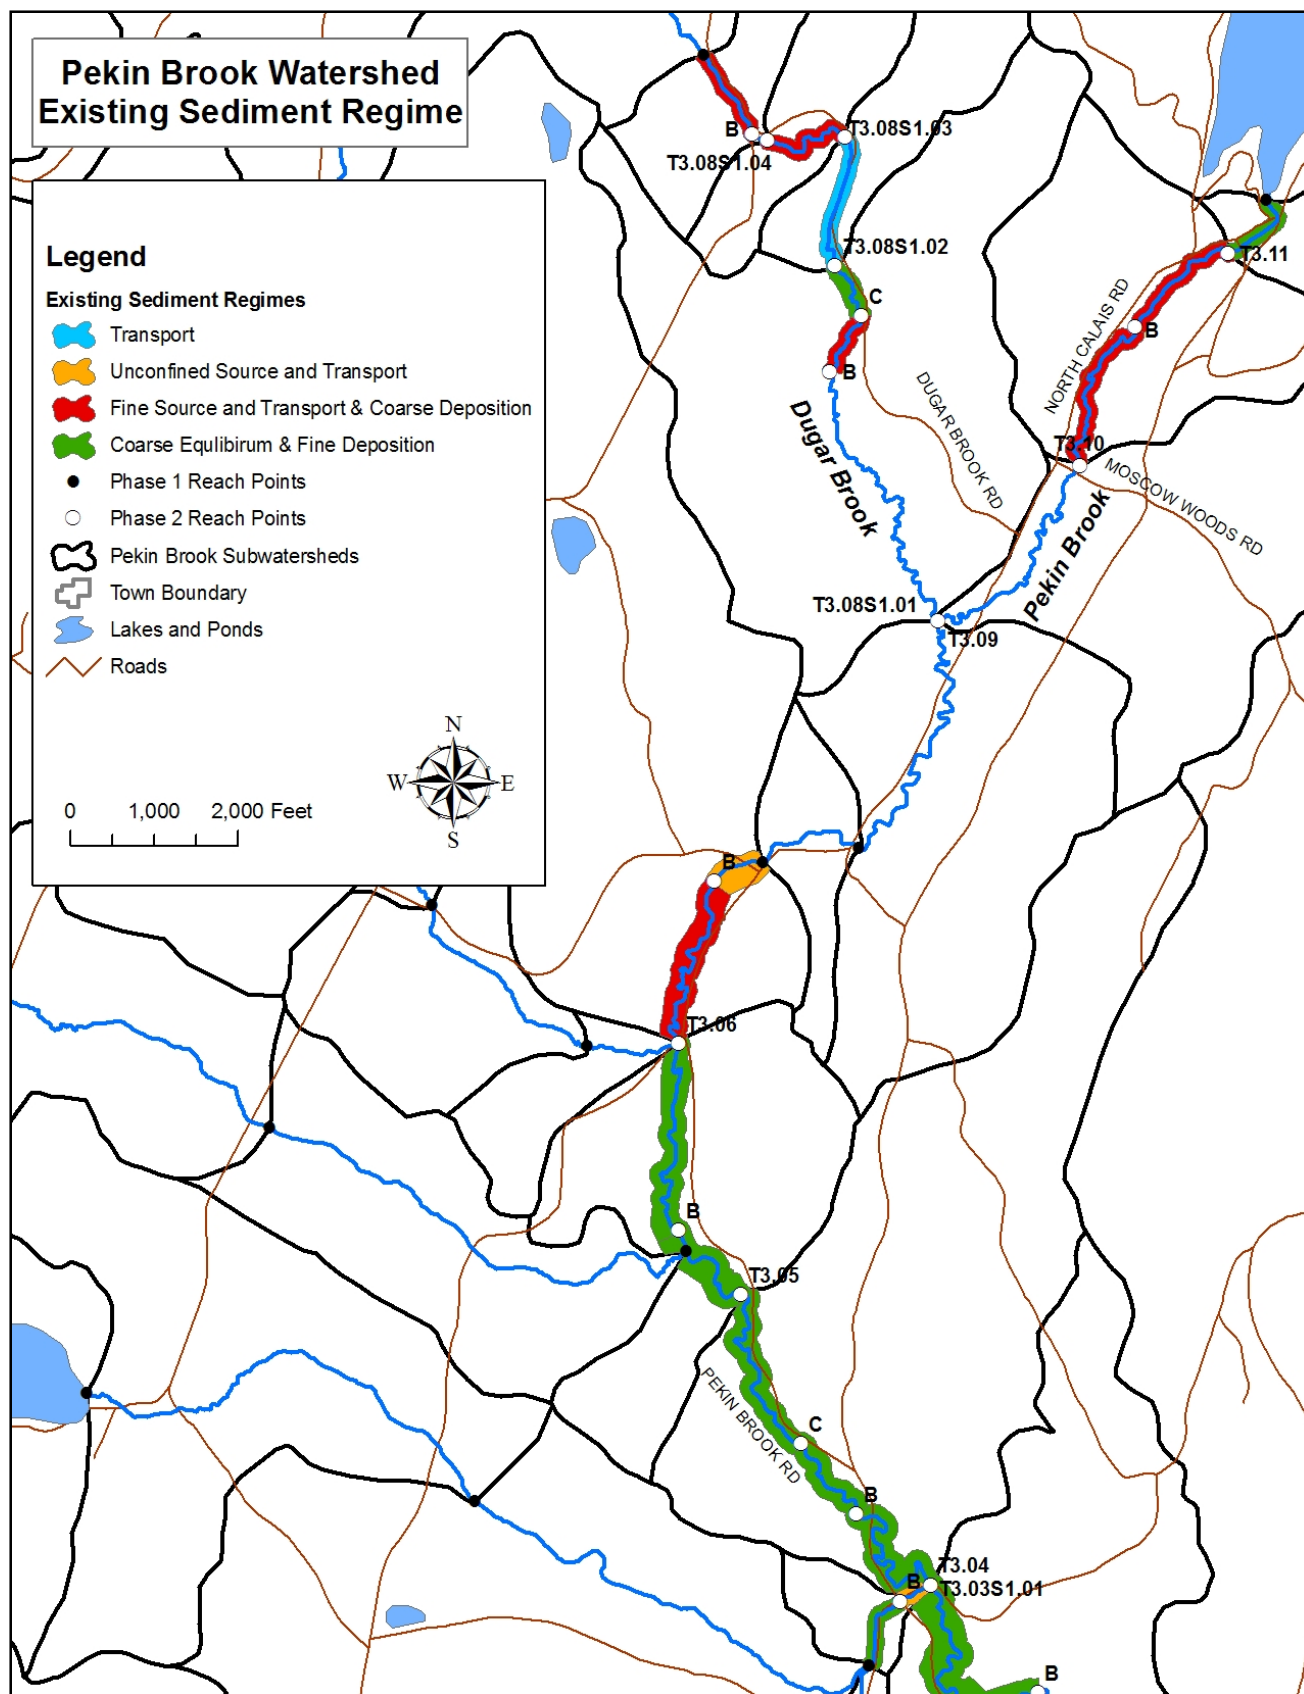 Pekin Brook Watershed
Existing Sediment Regime
Legend
Existing Sediment Regimes
Transport
Unconfined Source and Transport
Fine Source and Transport & Coarse Deposition
Coarse Equlibirum & Fine Deposition
Phase 1 Reach Points
Phase 2 Reach Points
Pekin Brook Subwatersheds
Town Boundary
Lakes and Ponds
Roads
N
W
E
S
0 1,000 2,000 Feet
B
T3.08S1.03
T3.08S1.04
T3.08S1.02
C
B
T3.11
B
NORTH CALAIS RD
DUGAR BROOK RD
Dugar Brook
T3.10
MOSCOW WOODS RD
Pekin Brook
T3.08S1.01
T3.09
B
T3.06
B
T3.05
PEKIN BROOK RD
C
B
T3.04
B
T3.03S1.01
B